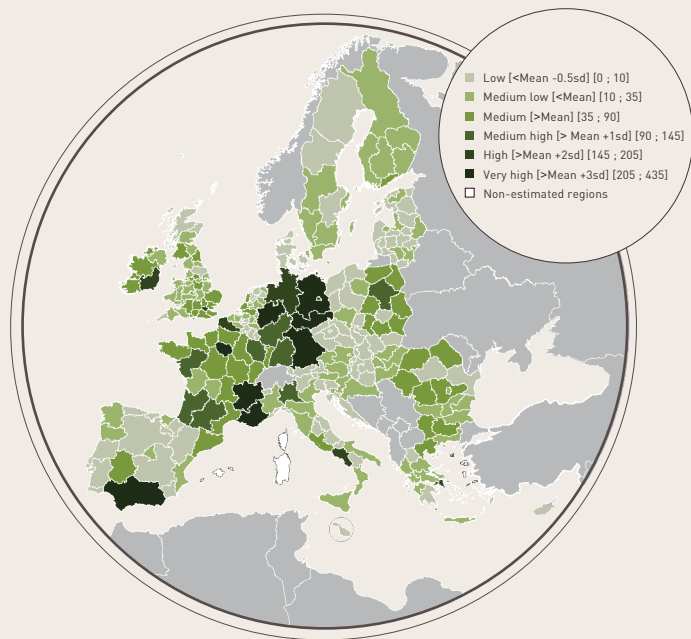 Low [<Mean -0.5sd] [0 ; 10]
Medium low [<Mean] [10 ; 35]
Medium [>Mean] [35 ; 90]
Medium high [> Mean +1sd] [90 ; 145]
High [>Mean +2sd] [145 ; 205]
Very high [>Mean +3sd] [205 ; 435]
Non-estimated regions